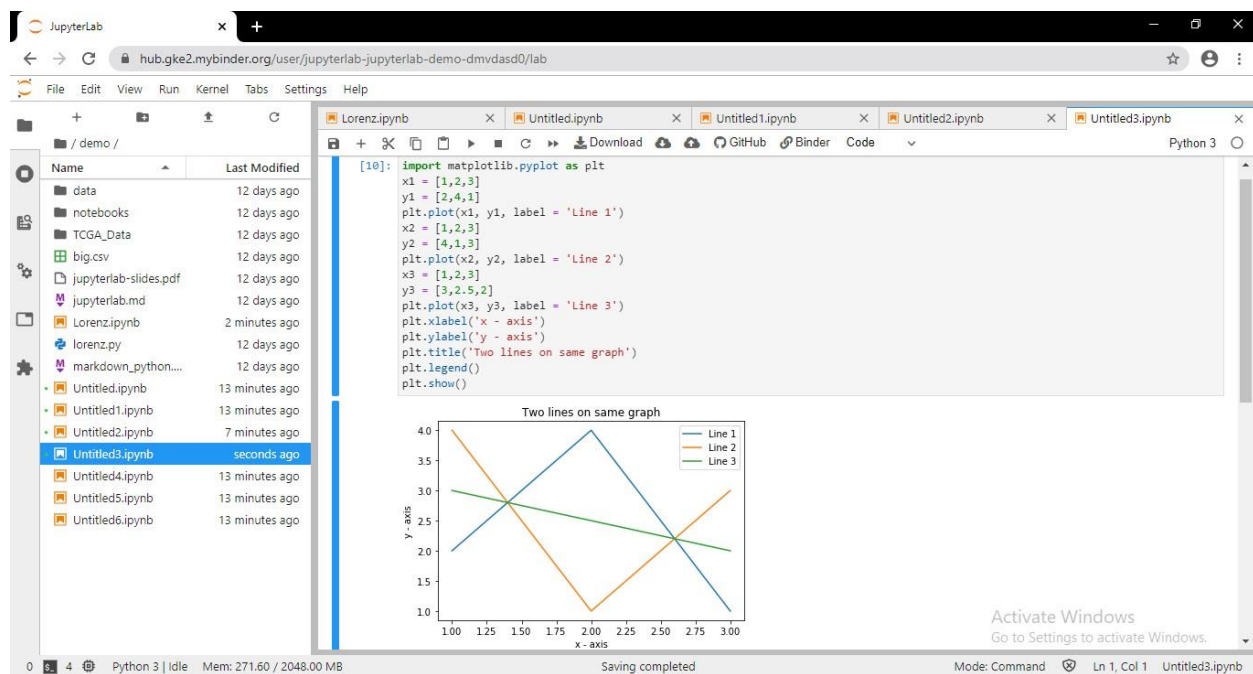 JupyterLab
hub.gke2.mybinder.org/user/jupyterlab-jupyterlab-demo-dmvdasd0/lab
File Edit View Run Kernel Tabs Settings Help
/ demo /
Name Last Modified
data 12 days ago
notebooks 12 days ago
TCGA_Data 12 days ago
big.csv 12 days ago
jupyterlab-slides.pdf 12 days ago
jupyterlab.md 12 days ago
Lorenz.ipynb 2 minutes ago
lorenz.py 12 days ago
markdown_python.... 12 days ago
Untitled.ipynb 13 minutes ago
Untitled1.ipynb 13 minutes ago
Untitled2.ipynb 7 minutes ago
Untitled3.ipynb seconds ago
Untitled4.ipynb 13 minutes ago
Untitled5.ipynb 13 minutes ago
Untitled6.ipynb 13 minutes ago
Lorenz.ipynb Untitled.ipynb Untitled1.ipynb Untitled2.ipynb Untitled3.ipynb
Download GitHub Binder Code Python 3
[10]: import matplotlib.pyplot as plt
x1 = [1,2,3]
y1 = [2,4,1]
plt.plot(x1, y1, label = 'Line 1')
x2 = [1,2,3]
y2 = [4,1,3]
plt.plot(x2, y2, label = 'Line 2')
x3 = [1,2,3]
y3 = [3,2.5,2]
plt.plot(x3, y3, label = 'Line 3')
plt.xlabel('x - axis')
plt.ylabel('y - axis')
plt.title('Two lines on same graph')
plt.legend()
plt.show()
Two lines on same graph
Line 1
Line 2
Line 3
4.0
3.5
3.0
2.5
2.0
1.5
1.0
y - axis
1.00 1.25 1.50 1.75 2.00 2.25 2.50 2.75 3.00
x - axis
Activate Windows
Go to Settings to activate Windows.
0 $_ 4 Python 3 | Idle Mem: 271.60 / 2048.00 MB Saving completed Mode: Command Ln 1, Col 1 Untitled3.ipynb